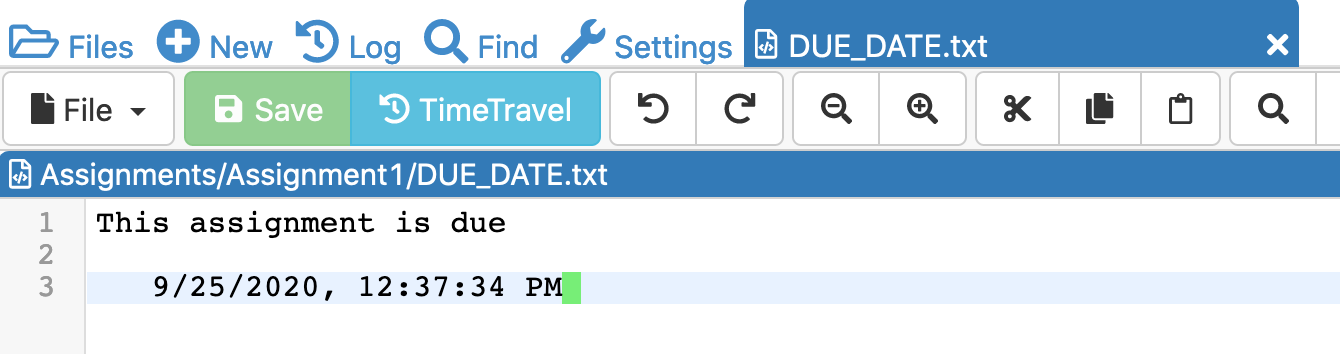 Files New Log Find Settings DUE_DATE.txt
File Save TimeTravel
Assignments/Assignment1/DUE_DATE.txt
1 This assignment is due
2
3 9/25/2020, 12:37:34 PM